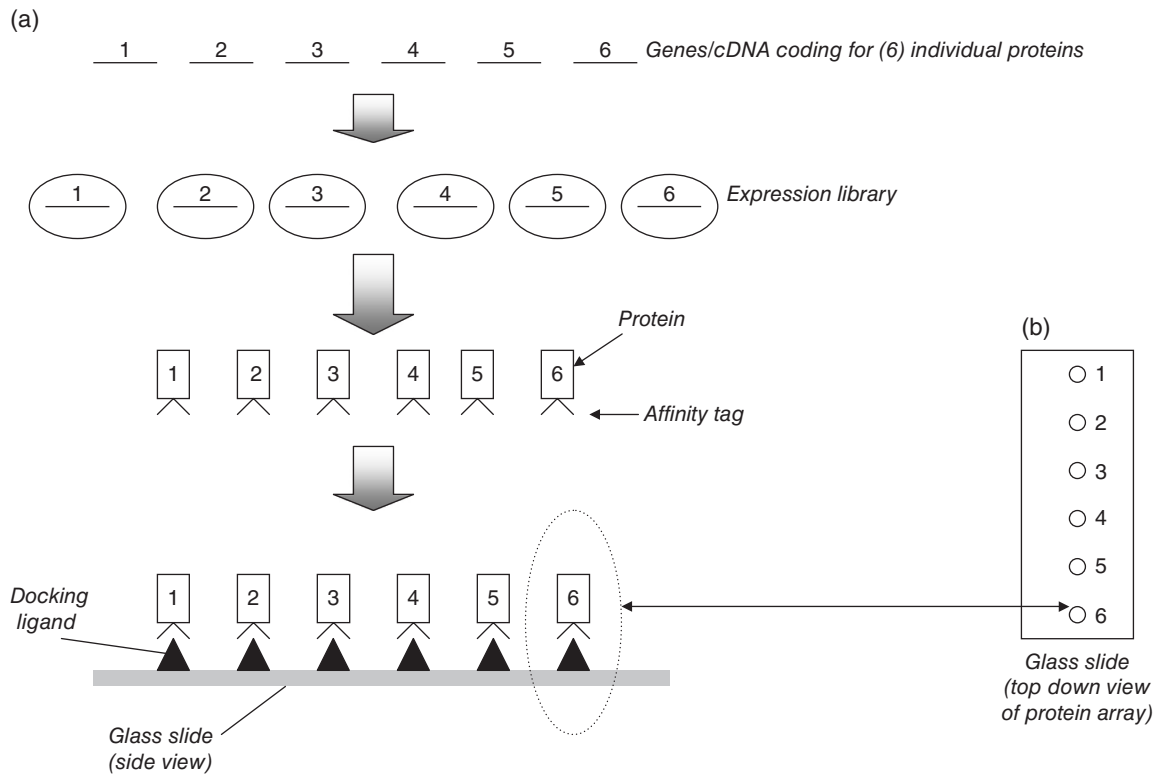 (a)
1 2 3 4 5 6 Genes/cDNA coding for (6) individual proteins
1 2 3 4 5 6 Expression library
Protein
1 2 3 4 5 6
Affinity tag
1 2 3 4 5 6
Docking
ligand
Glass slide
(side view)
(b)
1
2
3
4
5
6
Glass slide
(top down view
of protein array)